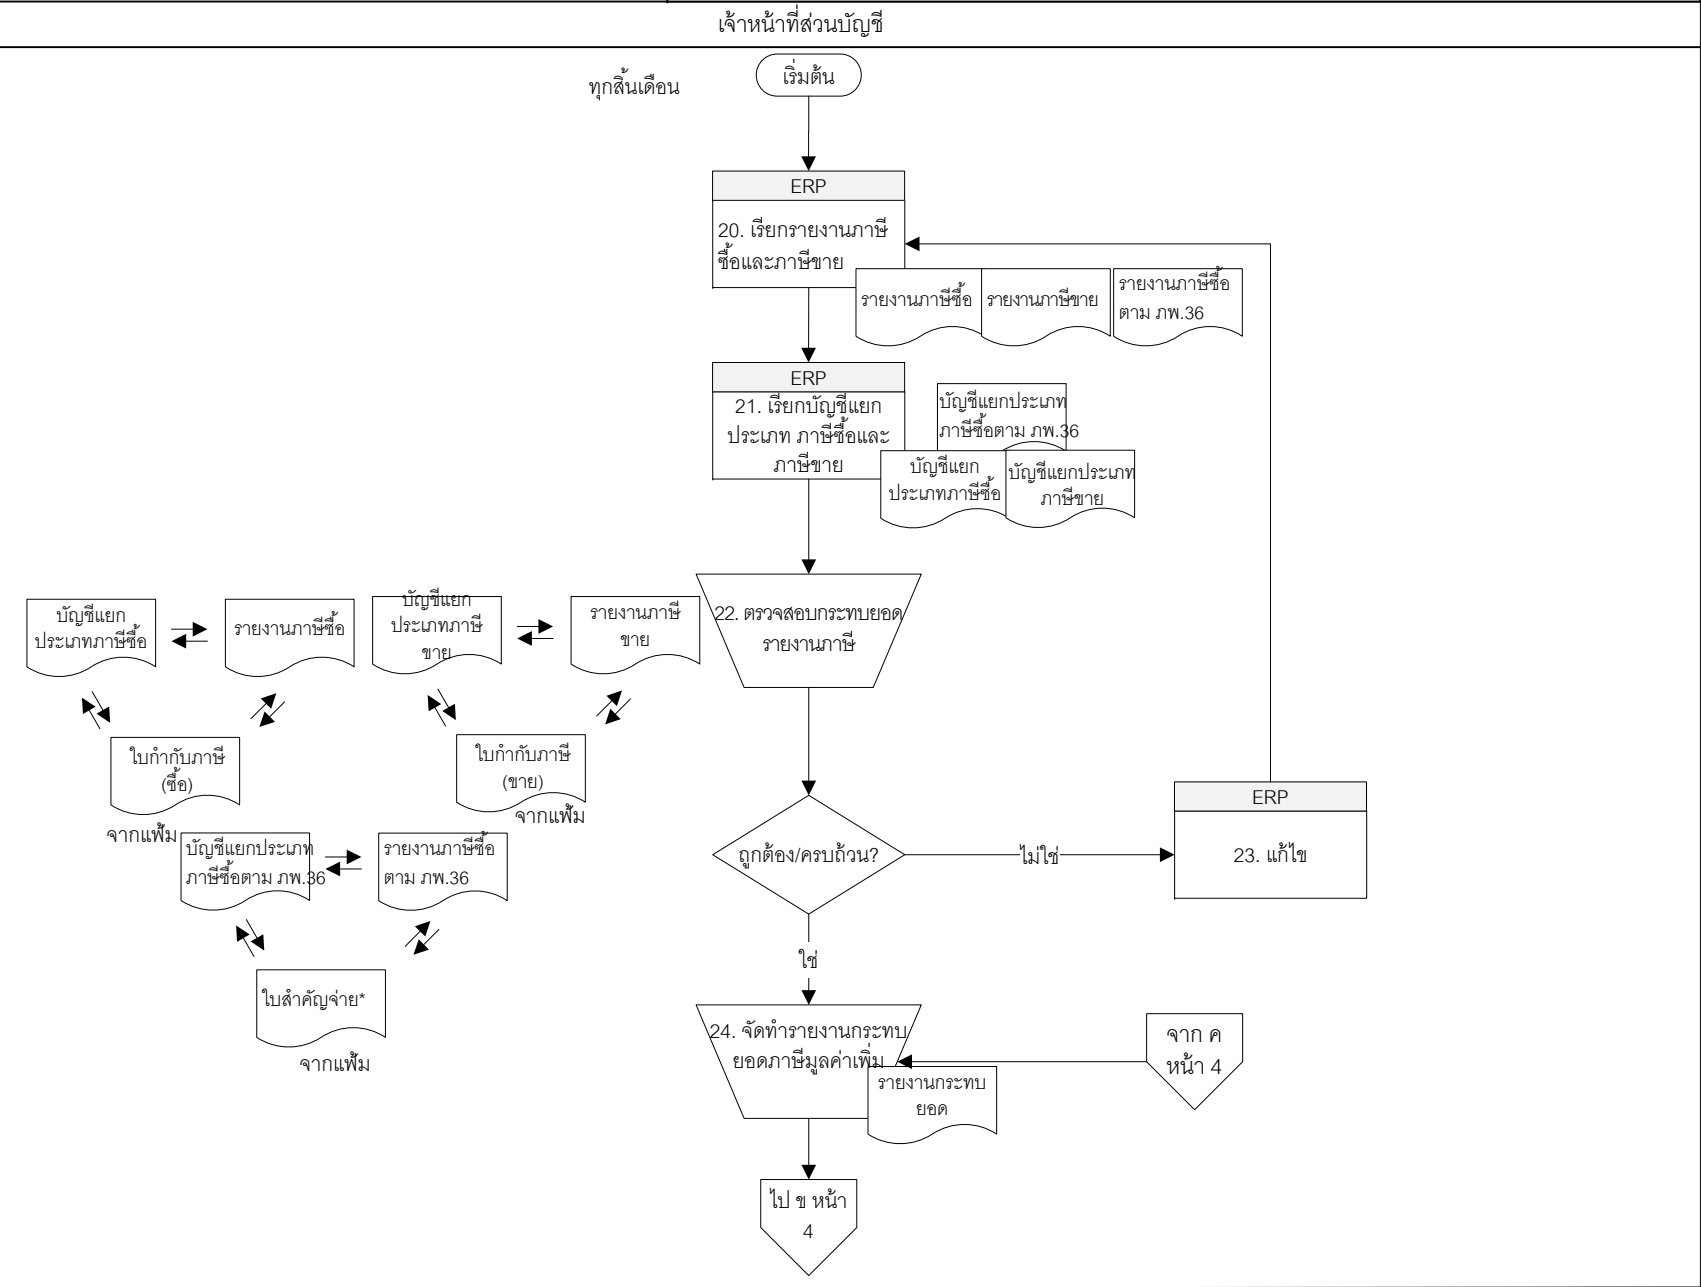 เจ้าหน้าที่ส่วนบัญชี
ทุกสิ้นเดือน
เริ่มต้น
ERP
20. เรียกรายงานภาษี
ซื้อและภาษีขาย
รายงานภาษีซื้อ
รายงานภาษีขาย
รายงานภาษีซื้อ
ตาม ภพ.36
ERP
21. เรียกบัญชีแยก
ประเภท ภาษีซื้อและ
ภาษีขาย
บัญชีแยกประเภท
ภาษีซื้อตาม ภพ.36
บัญชีแยก
ประเภทภาษีซื้อ
บัญชีแยกประเภท
ภาษีขาย
บัญชีแยก
ประเภทภาษีซื้อ
รายงานภาษีซื้อ
บัญชีแยก
ประเภทภาษี
ขาย
รายงานภาษี
ขาย
22. ตรวจสอบกระทบยอด
รายงานภาษี
ใบกำกับภาษี
(ซื้อ)
จากแฟ้ม
ใบกำกับภาษี
(ขาย)
จากแฟ้ม
ถูกต้อง/ครบถ้วน?
ไม่ใช่
ERP
23. แก้ไข
บัญชีแยกประเภท
ภาษีซื้อตาม ภพ.36
รายงานภาษีซื้อ
ตาม ภพ.36
ใบสำคัญจ่าย*
จากแฟ้ม
ใช่
24. จัดทำรายงานกระทบ
ยอดภาษีมูลค่าเพิ่ม
รายงานกระทบ
ยอด
จาก ค
หน้า 4
ไป ข หน้า
4